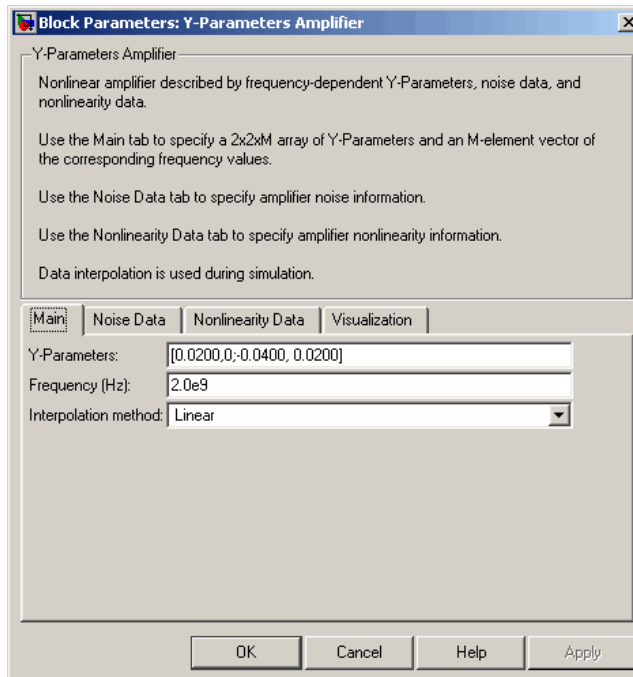 Block Parameters: Y-Parameters Amplifier
Y-Parameters Amplifier
Nonlinear amplifier described by frequency-dependent Y-Parameters, noise data, and
nonlinearity data.
Use the Main tab to specify a 2x2xM array of Y-Parameters and an M-element vector of
the corresponding frequency values.
Use the Noise Data tab to specify amplifier noise information.
Use the Nonlinearity Data tab to specify amplifier nonlinearity information.
Data interpolation is used during simulation.
Main Noise Data Nonlinearity Data Visualization
Y-Parameters: [0.0200,0;-0.0400, 0.0200]
Frequency (Hz): 2.0e9
Interpolation method: Linear
OK Cancel Help Apply